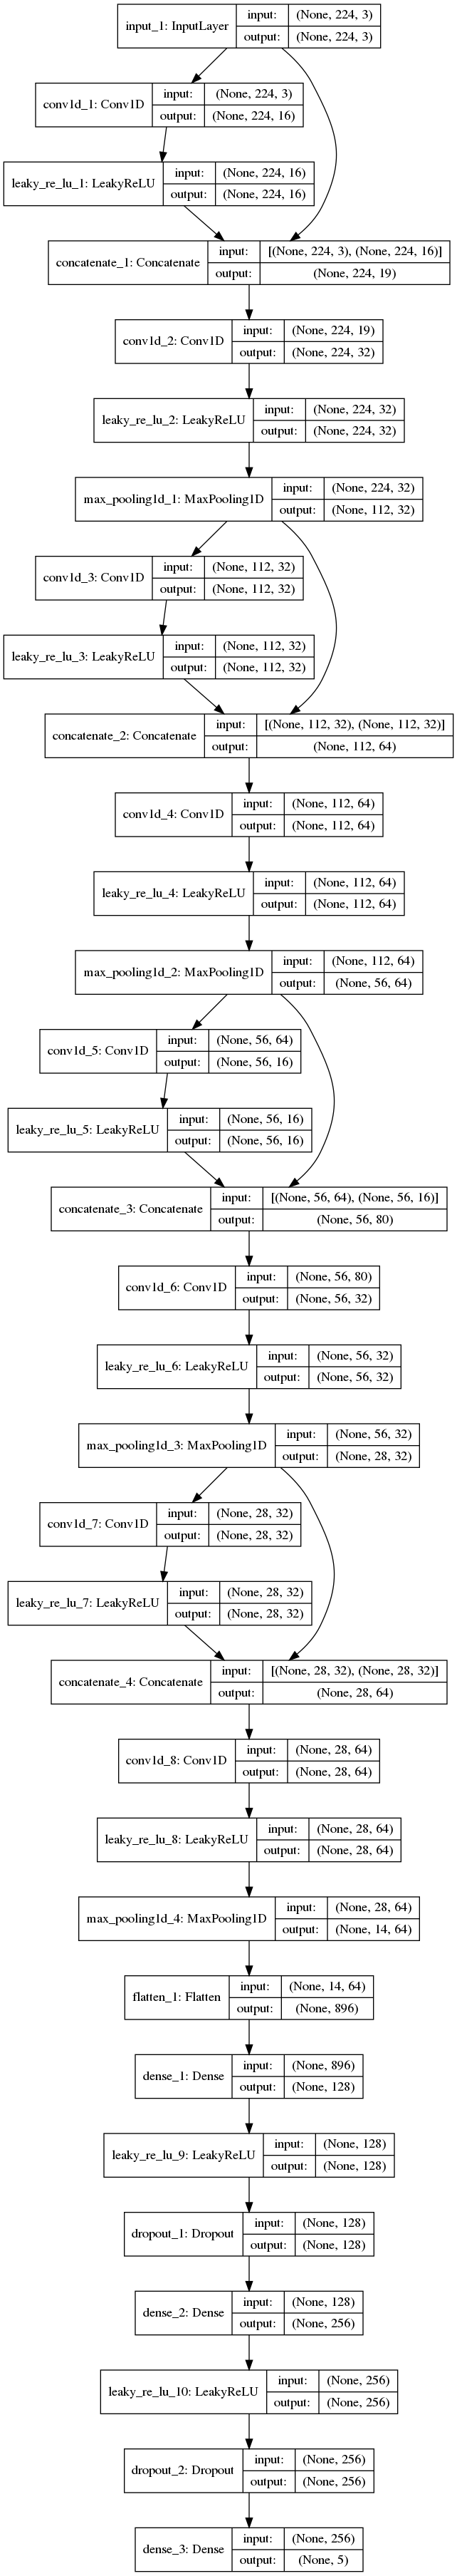 input_1: InputLayer input: (None, 224, 3)
output: (None, 224, 3)
conv1d_1: Conv1D input: (None, 224, 3)
output: (None, 224, 16)
leaky_re_lu_1: LeakyReLU input: (None, 224, 16)
output: (None, 224, 16)
concatenate_1: Concatenate input: [(None, 224, 3), (None, 224, 16)]
output: (None, 224, 19)
conv1d_2: Conv1D input: (None, 224, 19)
output: (None, 224, 32)
leaky_re_lu_2: LeakyReLU input: (None, 224, 32)
output: (None, 224, 32)
max_pooling1d_1: MaxPooling1D input: (None, 224, 32)
output: (None, 112, 32)
conv1d_3: Conv1D input: (None, 112, 32)
output: (None, 112, 32)
leaky_re_lu_3: LeakyReLU input: (None, 112, 32)
output: (None, 112, 32)
concatenate_2: Concatenate input: [(None, 112, 32), (None, 112, 32)]
output: (None, 112, 64)
conv1d_4: Conv1D input: (None, 112, 64)
output: (None, 112, 64)
leaky_re_lu_4: LeakyReLU input: (None, 112, 64)
output: (None, 112, 64)
max_pooling1d_2: MaxPooling1D input: (None, 112, 64)
output: (None, 56, 64)
conv1d_5: Conv1D input: (None, 56, 64)
output: (None, 56, 16)
leaky_re_lu_5: LeakyReLU input: (None, 56, 16)
output: (None, 56, 16)
concatenate_3: Concatenate input: [(None, 56, 64), (None, 56, 16)]
output: (None, 56, 80)
conv1d_6: Conv1D input: (None, 56, 80)
output: (None, 56, 32)
leaky_re_lu_6: LeakyReLU input: (None, 56, 32)
output: (None, 56, 32)
max_pooling1d_3: MaxPooling1D input: (None, 56, 32)
output: (None, 28, 32)
conv1d_7: Conv1D input: (None, 28, 32)
output: (None, 28, 32)
leaky_re_lu_7: LeakyReLU input: (None, 28, 32)
output: (None, 28, 32)
concatenate_4: Concatenate input: [(None, 28, 32), (None, 28, 32)]
output: (None, 28, 64)
conv1d_8: Conv1D input: (None, 28, 64)
output: (None, 28, 64)
leaky_re_lu_8: LeakyReLU input: (None, 28, 64)
output: (None, 28, 64)
max_pooling1d_4: MaxPooling1D input: (None, 28, 64)
output: (None, 14, 64)
flatten_1: Flatten input: (None, 14, 64)
output: (None, 896)
dense_1: Dense input: (None, 896)
output: (None, 128)
leaky_re_lu_9: LeakyReLU input: (None, 128)
output: (None, 128)
dropout_1: Dropout input: (None, 128)
output: (None, 128)
dense_2: Dense input: (None, 128)
output: (None, 256)
leaky_re_lu_10: LeakyReLU input: (None, 256)
output: (None, 256)
dropout_2: Dropout input: (None, 256)
output: (None, 256)
dense_3: Dense input: (None, 256)
output: (None, 5)